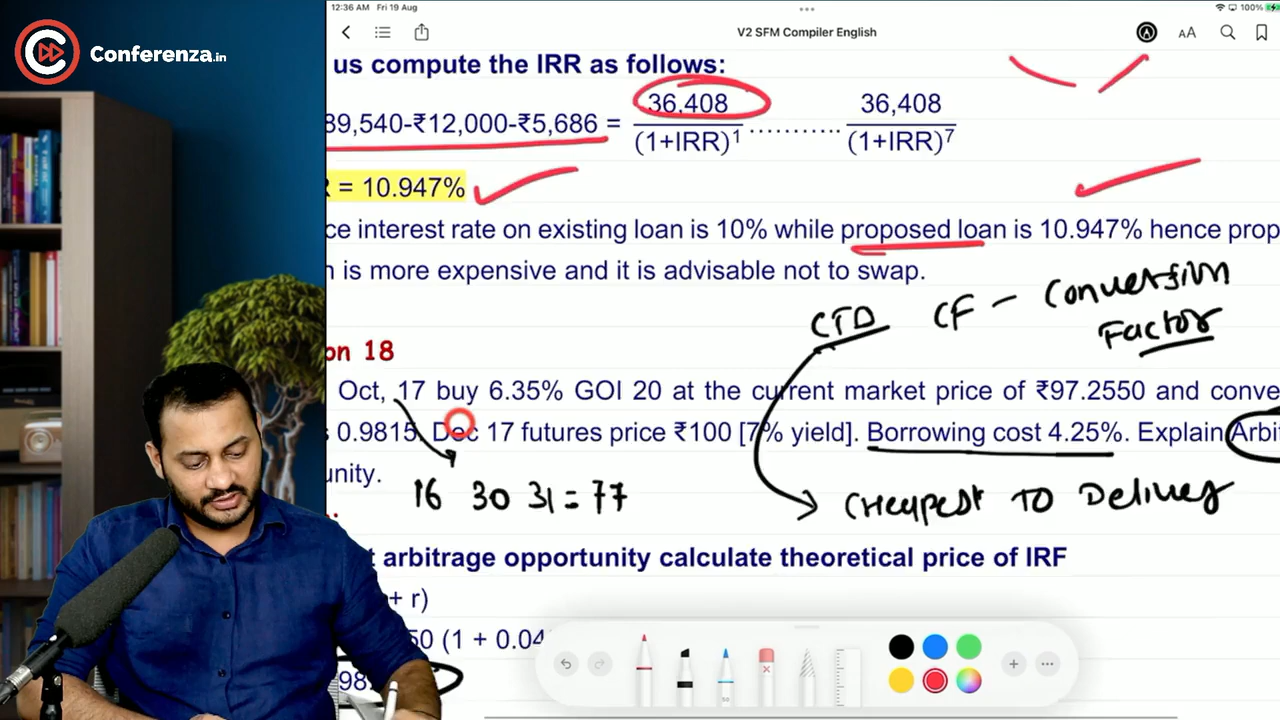 12:36 AM Fri 19 Aug
100%
Conferenza.in
V2 SFM Compiler English
AA
us compute the IRR as follows:
89,540-₹12,000-₹5,686 = 36,408 / (1+IRR)¹ ........... 36,408 / (1+IRR)⁷
R = 10.947%
ce interest rate on existing loan is 10% while proposed loan is 10.947% hence prop
n is more expensive and it is advisable not to swap.
CTD CF – Conversion
Factor
on 18
Oct, 17 buy 6.35% GOI 20 at the current market price of ₹97.2550 and conve
s 0.9815. Dec 17 futures price ₹100 [7% yield]. Borrowing cost 4.25%. Explain Arbit
unity.
16 30 31 = 77
Cheapest To Deliver
t arbitrage opportunity calculate theoretical price of IRF
+ r)
50 (1 + 0.04
98